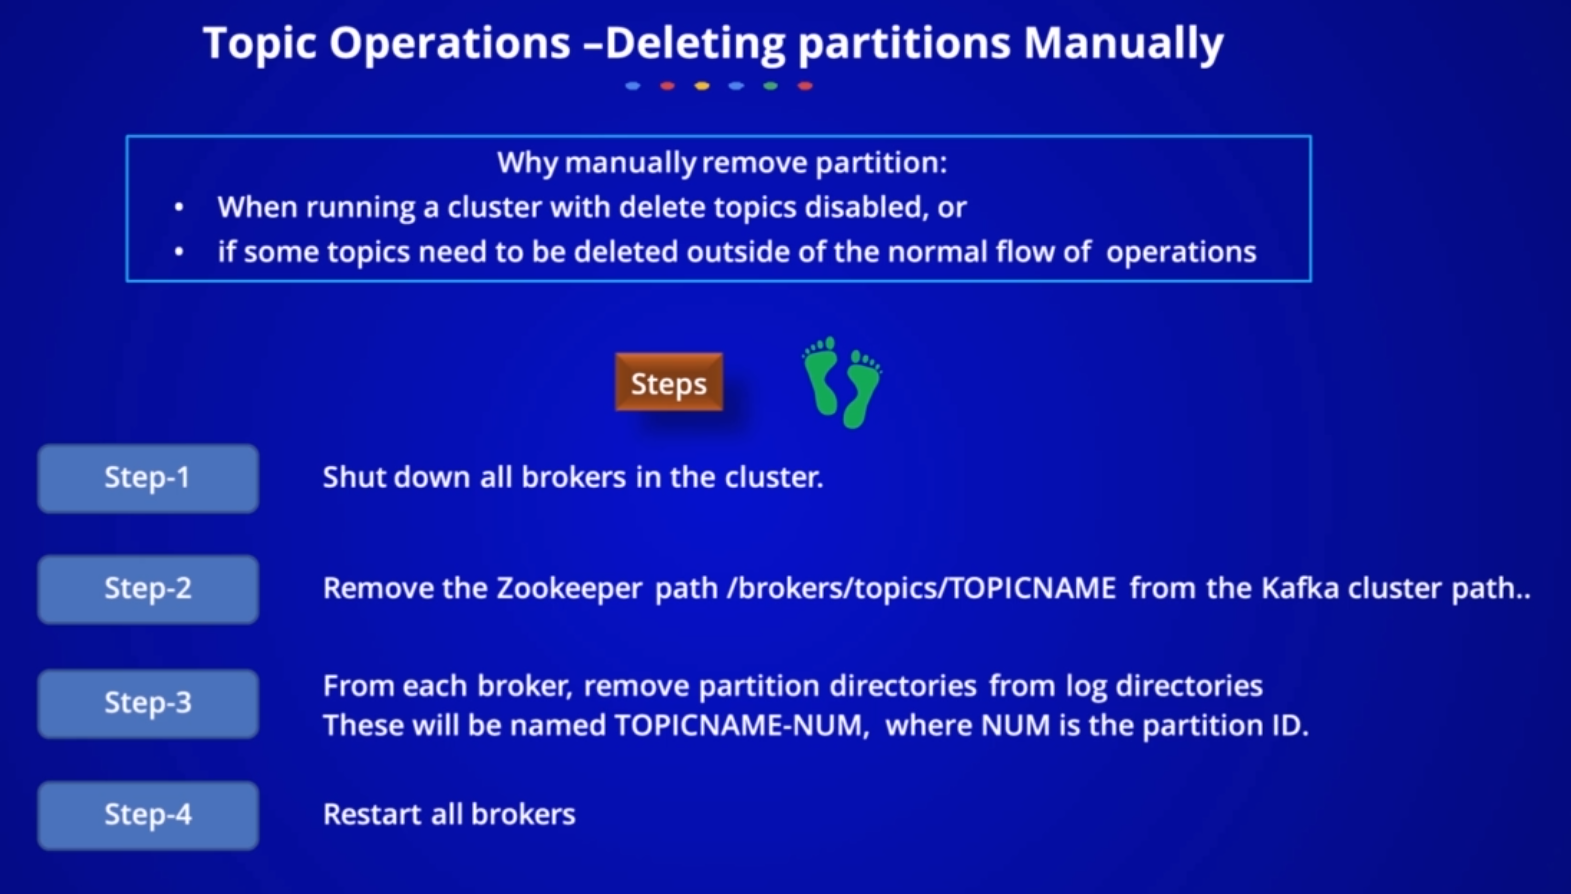 Topic Operations –Deleting partitions Manually
Why manually remove partition:
• When running a cluster with delete topics disabled, or
• if some topics need to be deleted outside of the normal flow of operations
Steps
Step-1
Shut down all brokers in the cluster.
Step-2
Remove the Zookeeper path /brokers/topics/TOPICNAME from the Kafka cluster path..
Step-3
From each broker, remove partition directories from log directories
These will be named TOPICNAME-NUM, where NUM is the partition ID.
Step-4
Restart all brokers